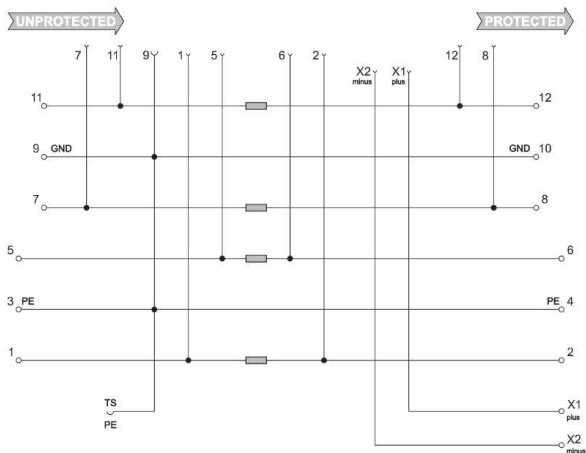 UNPROTECTED PROTECTED
7 11 9 1 5 6 2 X2 minus X1 plus 12 8
11 12
9 GND GND 10
7 8
5 6
3 PE PE 4
1 2
TS
PE
X1
plus
X2
minus